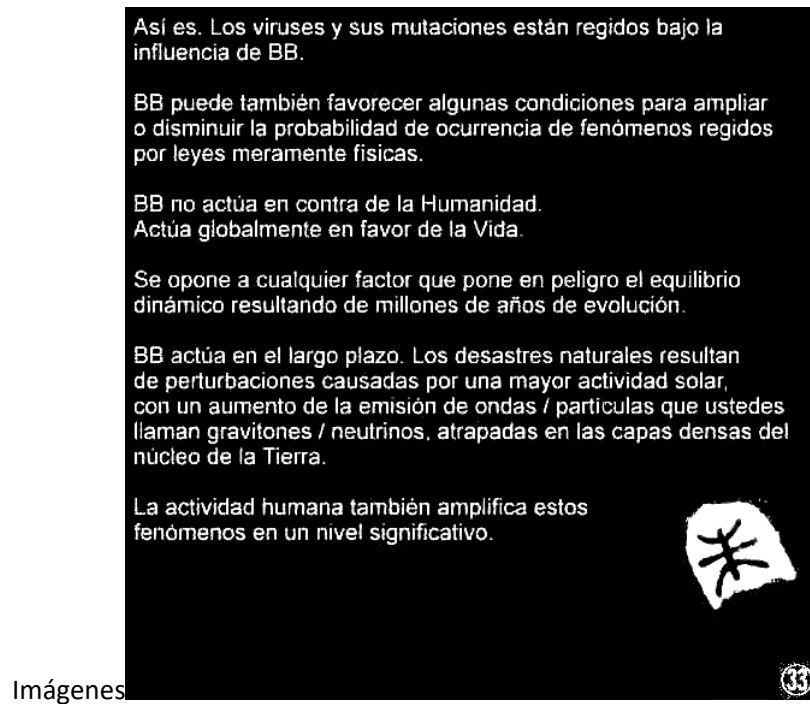 Así es. Los viruses y sus mutaciones están regidos bajo la
influencia de BB.
BB puede también favorecer algunas condiciones para ampliar
o disminuir la probabilidad de ocurrencia de fenómenos regidos
por leyes meramente físicas.
BB no actúa en contra de la Humanidad.
Actúa globalmente en favor de la Vida.
Se opone a cualquier factor que pone en peligro el equilibrio
dinámico resultando de millones de años de evolución.
BB actúa en el largo plazo. Los desastres naturales resultan
de perturbaciones causadas por una mayor actividad solar,
con un aumento de la emisión de ondas / partículas que ustedes
llaman gravitones / neutrinos, atrapadas en las capas densas del
núcleo de la Tierra.
La actividad humana también amplifica estos
fenómenos en un nivel significativo.
33
Imágenes